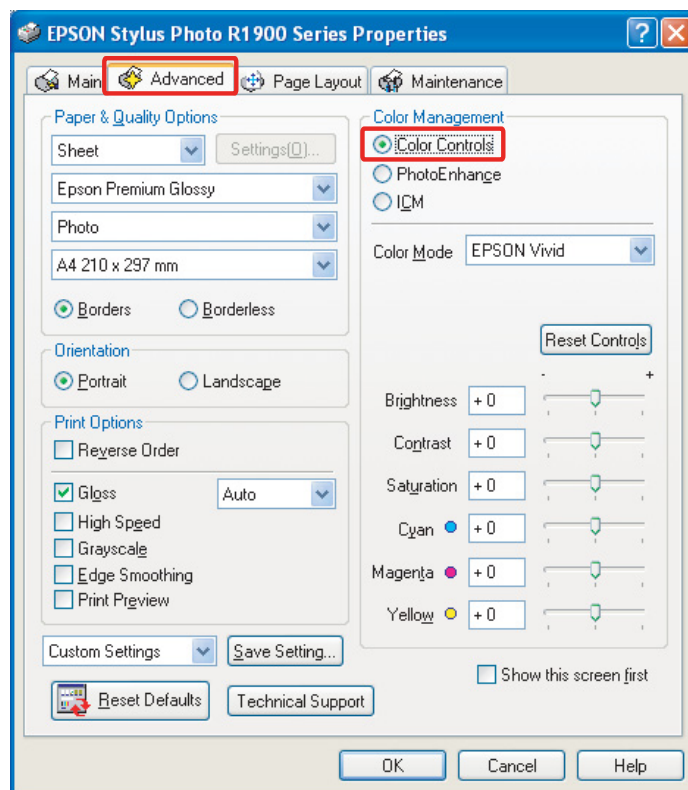 EPSON Stylus Photo R1900 Series Properties
Main
Advanced
Page Layout
Maintenance
Paper & Quality Options
Sheet
Settings(O)...
Epson Premium Glossy
Photo
A4 210 x 297 mm
Borders
Borderless
Orientation
Portrait
Landscape
Print Options
Reverse Order
Gloss
Auto
High Speed
Grayscale
Edge Smoothing
Print Preview
Custom Settings
Save Setting...
Reset Defaults
Technical Support
Color Management
Color Controls
PhotoEnhance
ICM
Color Mode
EPSON Vivid
Reset Controls
- +
Brightness + 0
Contrast + 0
Saturation + 0
Cyan + 0
Magenta + 0
Yellow + 0
Show this screen first
OK
Cancel
Help